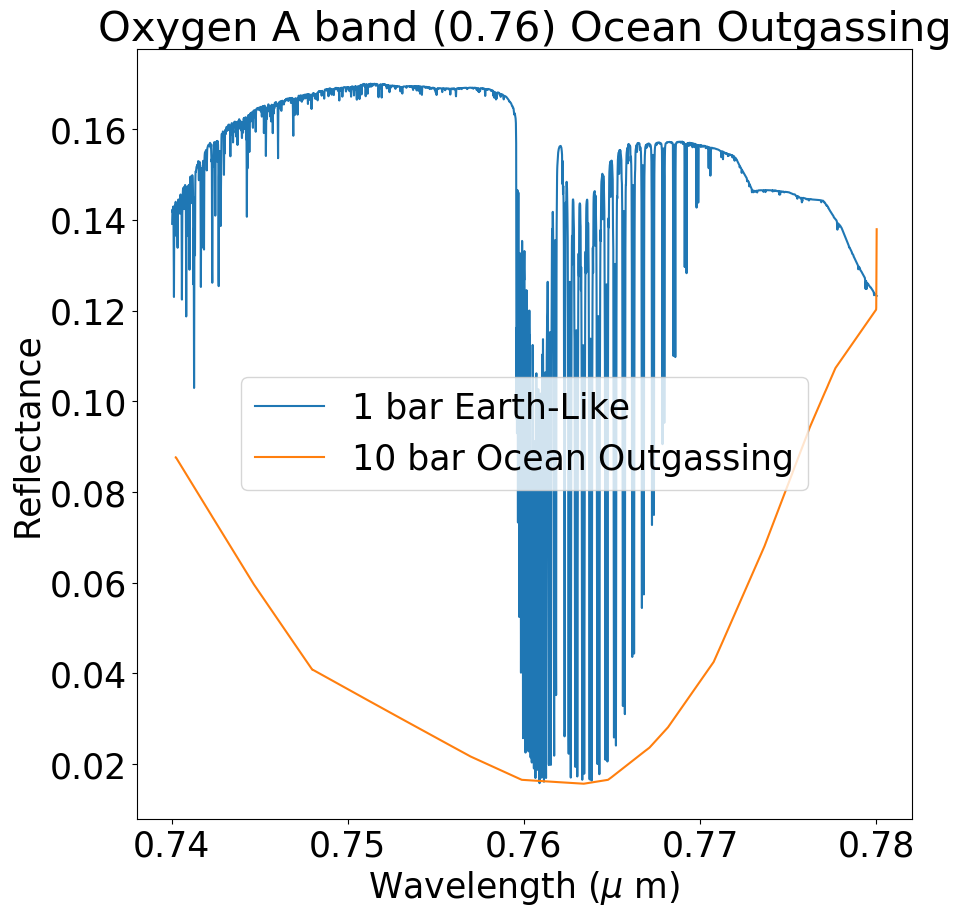 Oxygen A band (0.76) Ocean Outgassing
0.16
0.14
0.12
0.10
0.08
0.06
0.04
0.02
Reflectance
1 bar Earth-Like
10 bar Ocean Outgassing
0.74 0.75 0.76 0.77 0.78
Wavelength (μ m)